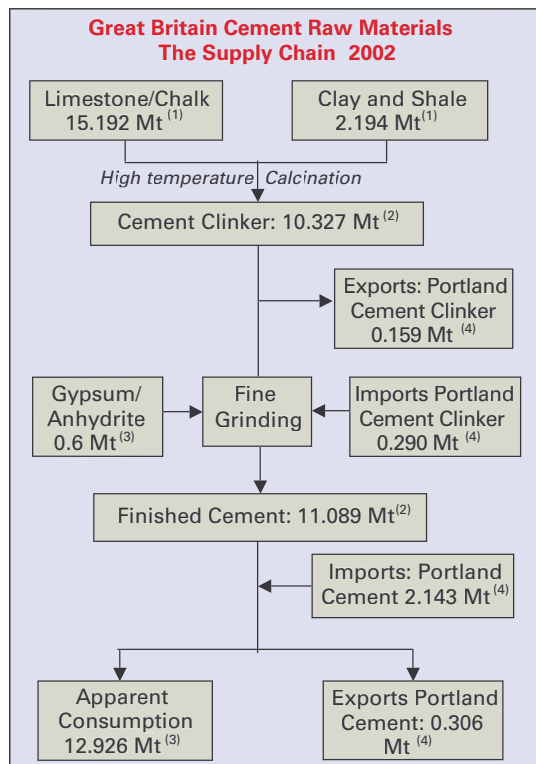 Great Britain Cement Raw Materials
The Supply Chain 2002
Limestone/Chalk
15.192 Mt (1)
Clay and Shale
2.194 Mt (1)
High temperature Calcination
Cement Clinker: 10.327 Mt (2)
Exports: Portland
Cement Clinker
0.159 Mt (4)
Gypsum/
Anhydrite
0.6 Mt (3)
Fine
Grinding
Imports Portland
Cement Clinker
0.290 Mt (4)
Finished Cement: 11.089 Mt (2)
Imports: Portland
Cement 2.143 Mt (4)
Apparent
Consumption
12.926 Mt (3)
Exports Portland
Cement: 0.306
Mt (4)